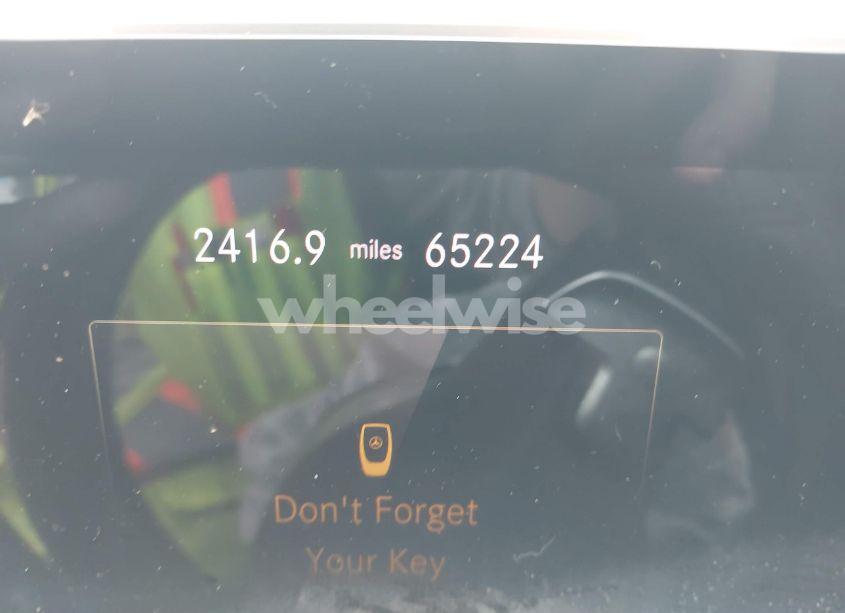 2416.9 miles 65224
wheelwise
Don't Forget
Your Key